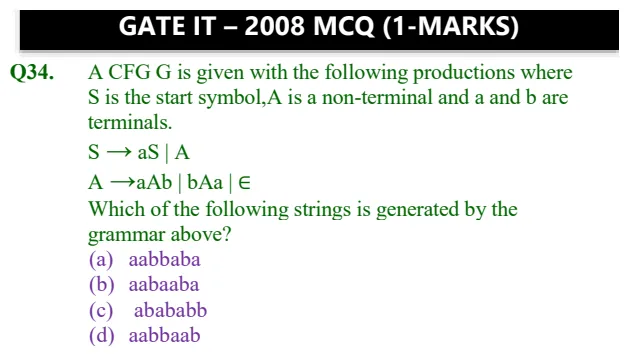 GATE IT – 2008 MCQ (1-MARKS)
Q34. A CFG G is given with the following productions where
S is the start symbol,A is a non-terminal and a and b are
terminals.
S → aS | A
A →aAb | bAa | ∈
Which of the following strings is generated by the
grammar above?
(a) aabbaba
(b) aabaaba
(c) abababb
(d) aabbaab